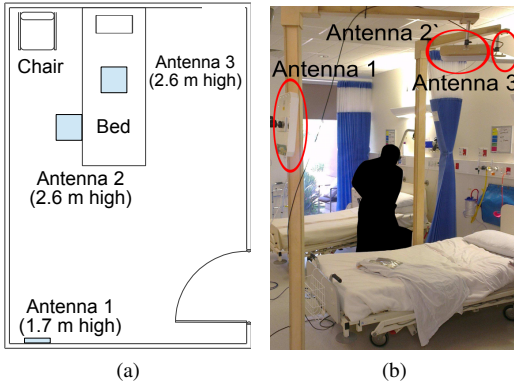 Chair
Antenna 3
(2.6 m high)
Bed
Antenna 2
(2.6 m high)
Antenna 1
(1.7 m high)
(a)
Antenna 2`
Antenna 1
Antenna 3
(b)